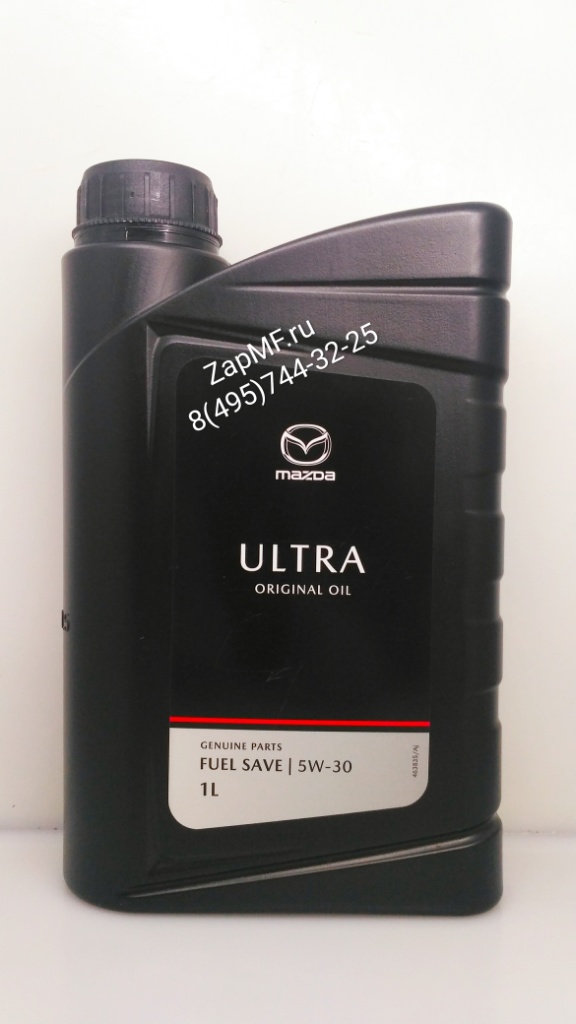 ZapMF.ru
8(495)744-32-25
mazda
ULTRA
ORIGINAL OIL
GENUINE PARTS
FUEL SAVE | 5W-30
1L